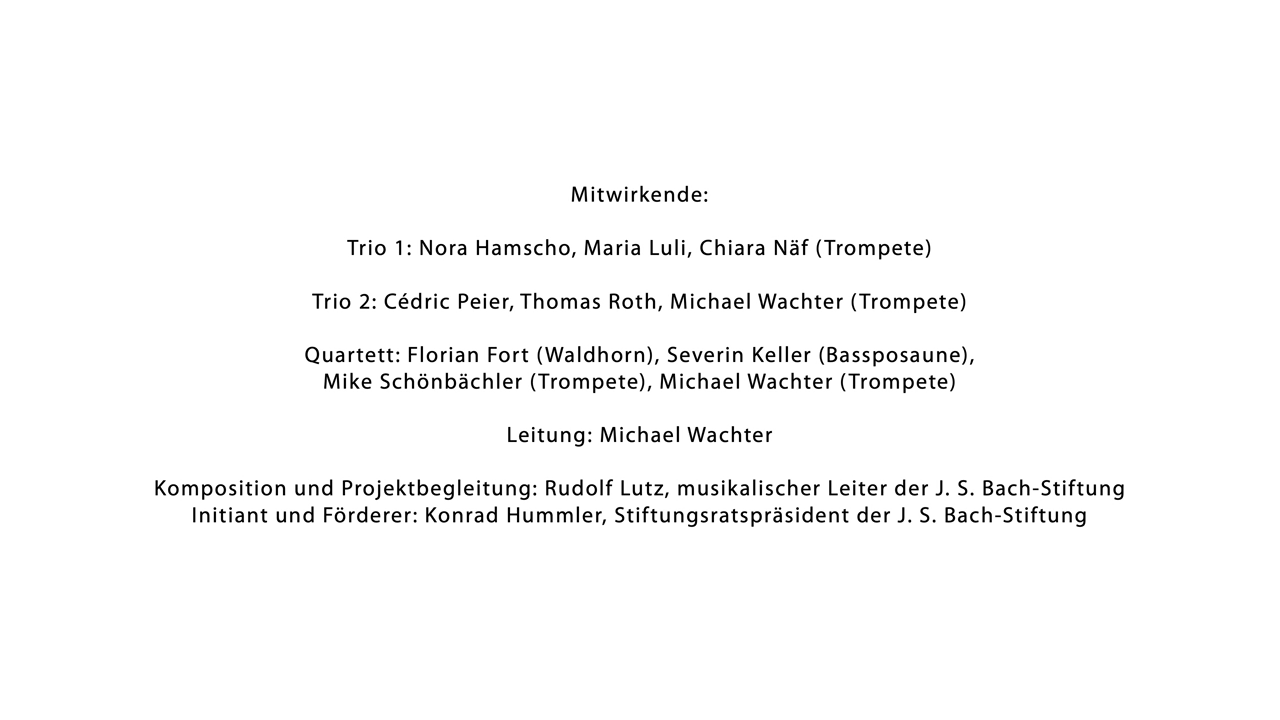 Mitwirkende:
Trio 1: Nora Hamscho, Maria Luli, Chiara Näf (Trompete)
Trio 2: Cédric Peier, Thomas Roth, Michael Wachter (Trompete)
Quartett: Florian Fort (Waldhorn), Severin Keller (Bassposaune),
Mike Schönbächler (Trompete), Michael Wachter (Trompete)
Leitung: Michael Wachter
Komposition und Projektbegleitung: Rudolf Lutz, musikalischer Leiter der J. S. Bach-Stiftung
Initiant und Förderer: Konrad Hummler, Stiftungsratspräsident der J. S. Bach-Stiftung